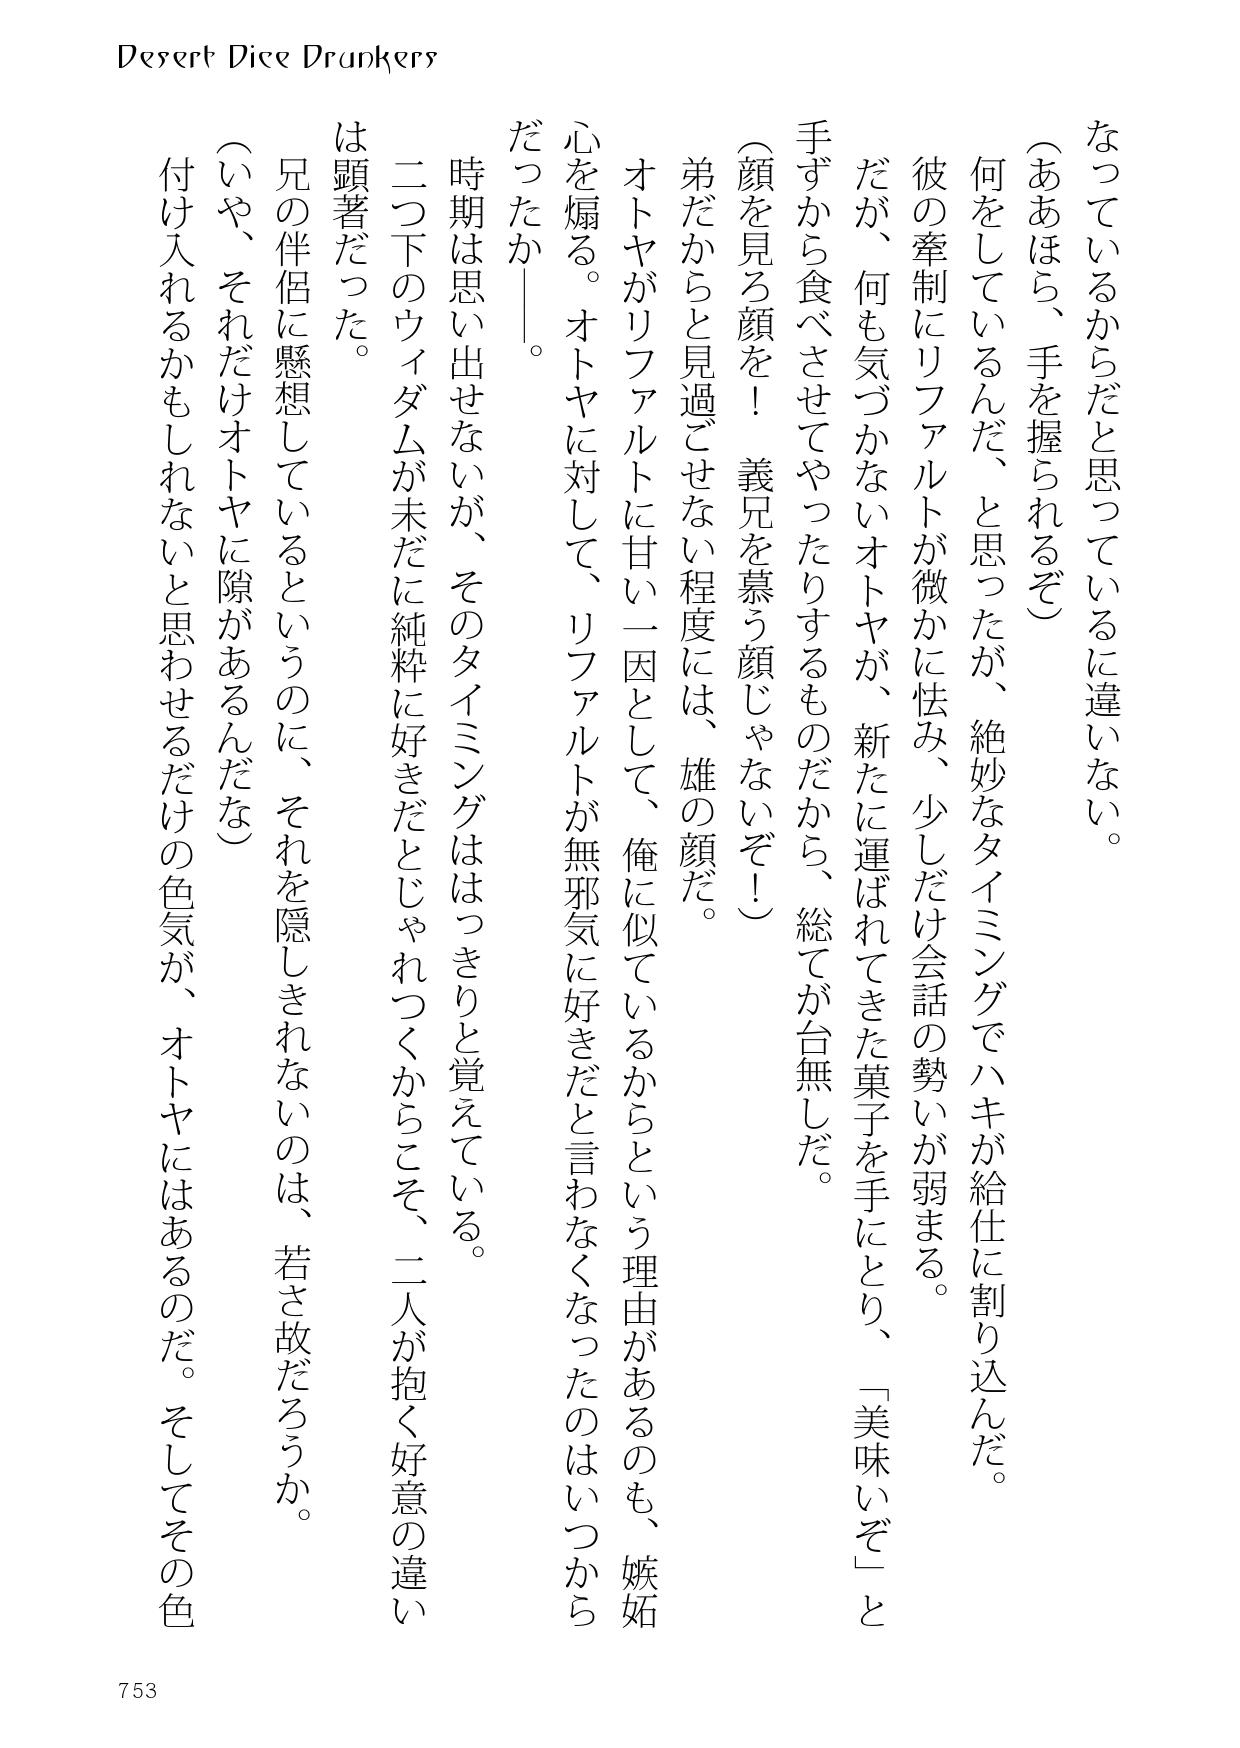 Desert Dice Drunkers
なっているからだと思っているに違いない。
（ああほら、手を握られるぞ）
何をしているんだ、と思ったが、絶妙なタイミングでハキが給仕に割り込んだ。
彼の牽制にリファルトが微かに怯み、少しだけ会話の勢いが弱まる。
だが、何も気づかないオトヤが、新たに運ばれてきた菓子を手にとり、「美味いぞ」と
手ずから食べさせてやったりするものだから、総てが台無しだ。
（顔を見ろ顔を！　義兄を慕う顔じゃないぞ！）
弟だからと見過ごせない程度には、雄の顔だ。
オトヤがリファルトに甘い一因として、俺に似ているからという理由があるのも、嫉妬
心を煽る。オトヤに対して、リファルトが無邪気に好きだと言わなくなったのはいつから
だったか――。
時期は思い出せないが、そのタイミングははっきりと覚えている。
二つ下のウィダムが未だに純粋に好きだとじゃれつくからこそ、二人が抱く好意の違い
は顕著だった。
兄の伴侶に懸想しているというのに、それを隠しきれないのは、若さ故だろうか。
（いや、それだけオトヤに隙があるんだな）
付け入れるかもしれないと思わせるだけの色気が、オトヤにはあるのだ。そしてその色
753